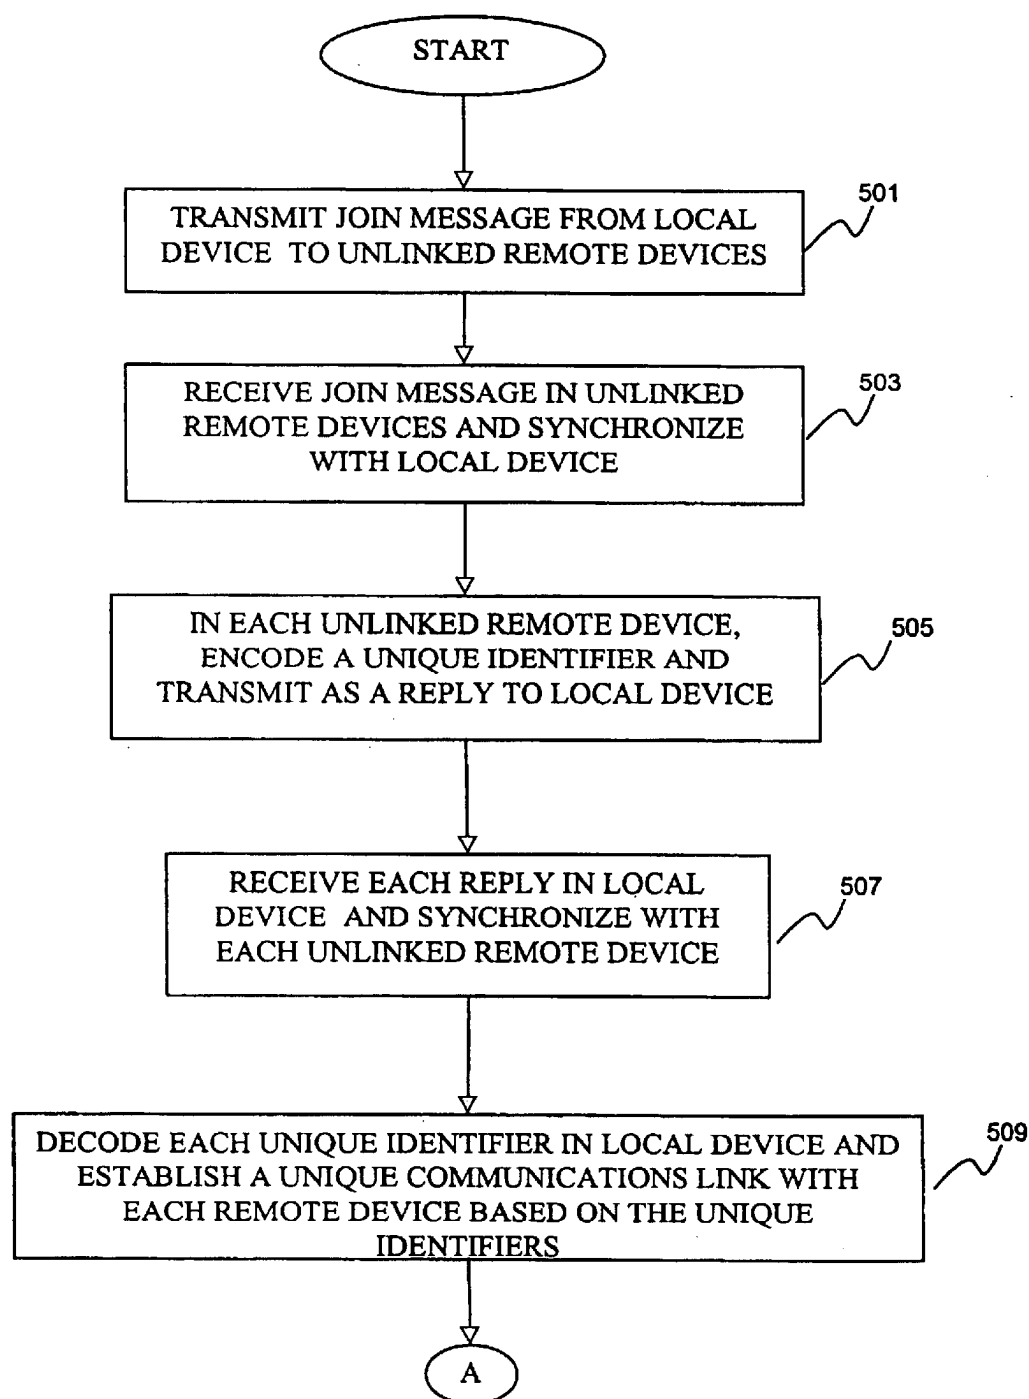 START
TRANSMIT JOIN MESSAGE FROM LOCAL
DEVICE TO UNLINKED REMOTE DEVICES
501
RECEIVE JOIN MESSAGE IN UNLINKED
REMOTE DEVICES AND SYNCHRONIZE
WITH LOCAL DEVICE
503
IN EACH UNLINKED REMOTE DEVICE,
ENCODE A UNIQUE IDENTIFIER AND
TRANSMIT AS A REPLY TO LOCAL DEVICE
505
RECEIVE EACH REPLY IN LOCAL
DEVICE AND SYNCHRONIZE WITH
EACH UNLINKED REMOTE DEVICE
507
DECODE EACH UNIQUE IDENTIFIER IN LOCAL DEVICE AND
ESTABLISH A UNIQUE COMMUNICATIONS LINK WITH
EACH REMOTE DEVICE BASED ON THE UNIQUE
IDENTIFIERS
509
A